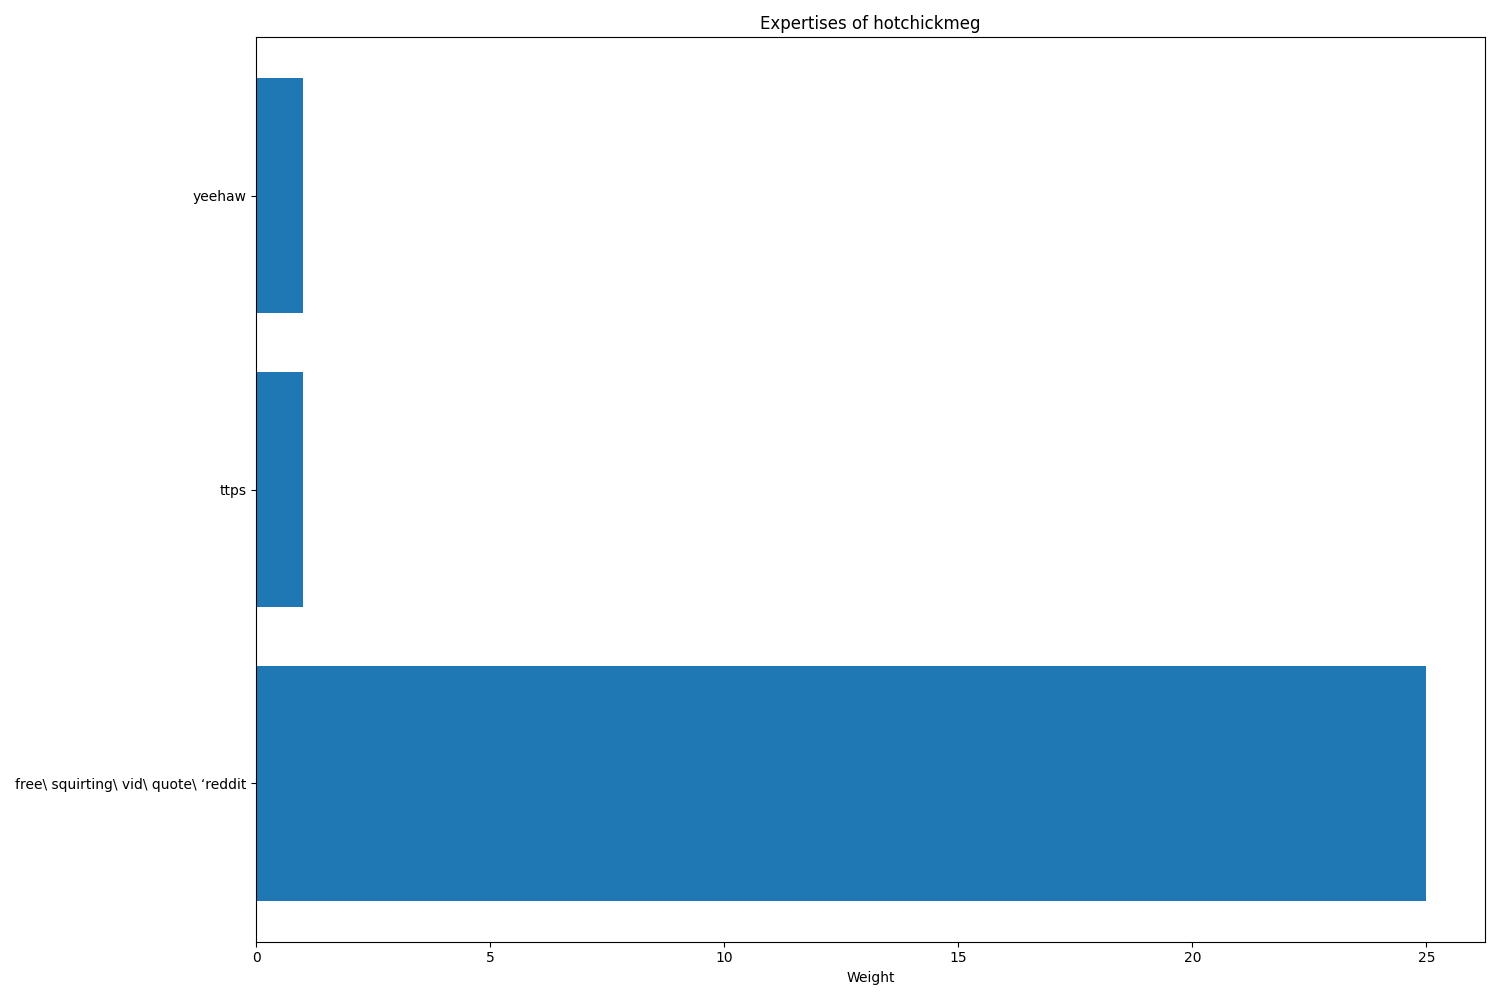 Expertises of hotchickmeg
yeehaw
ttps
free\ squirting\ vid\ quote\ ‘reddit
0 5 10 15 20 25
Weight